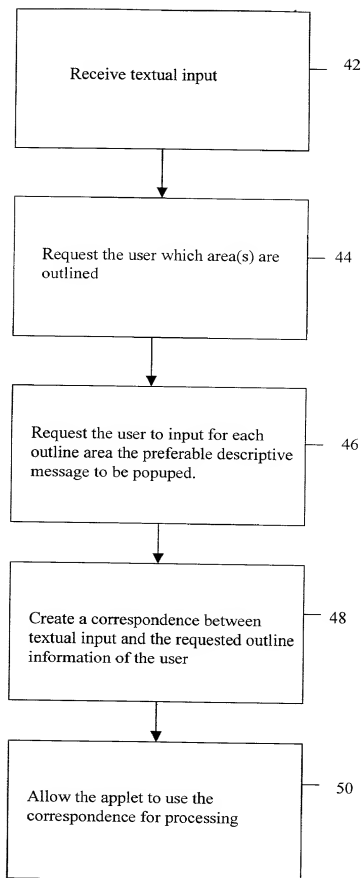 Receive textual input
42
Request the user which area(s) are
outlined
44
Request the user to input for each
outline area the preferable descriptive
message to be popuped.
46
Create a correspondence between
textual input and the requested outline
information of the user
48
Allow the applet to use the
correspondence for processing
50